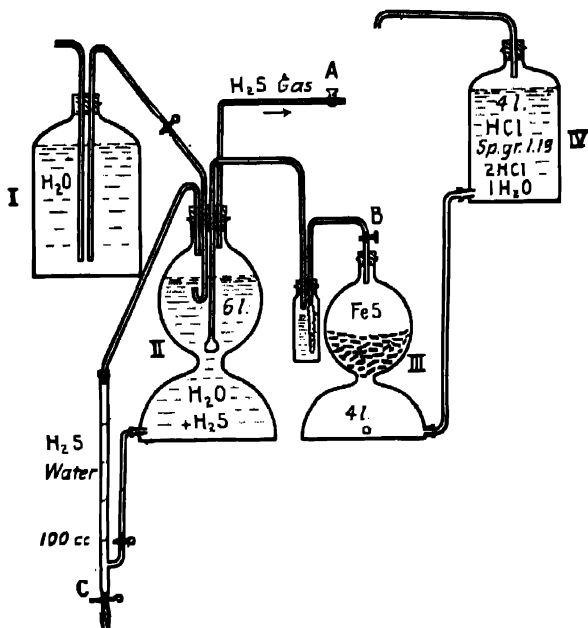 A
H₂S Gas
I
H₂O
4l.
HCl
Sp.gr.1.19
2HCl
1H₂O
IV
B
6l.
II
FeS
III
H₂O
+H₂S
4l.
H₂S
Water
100 cc
C